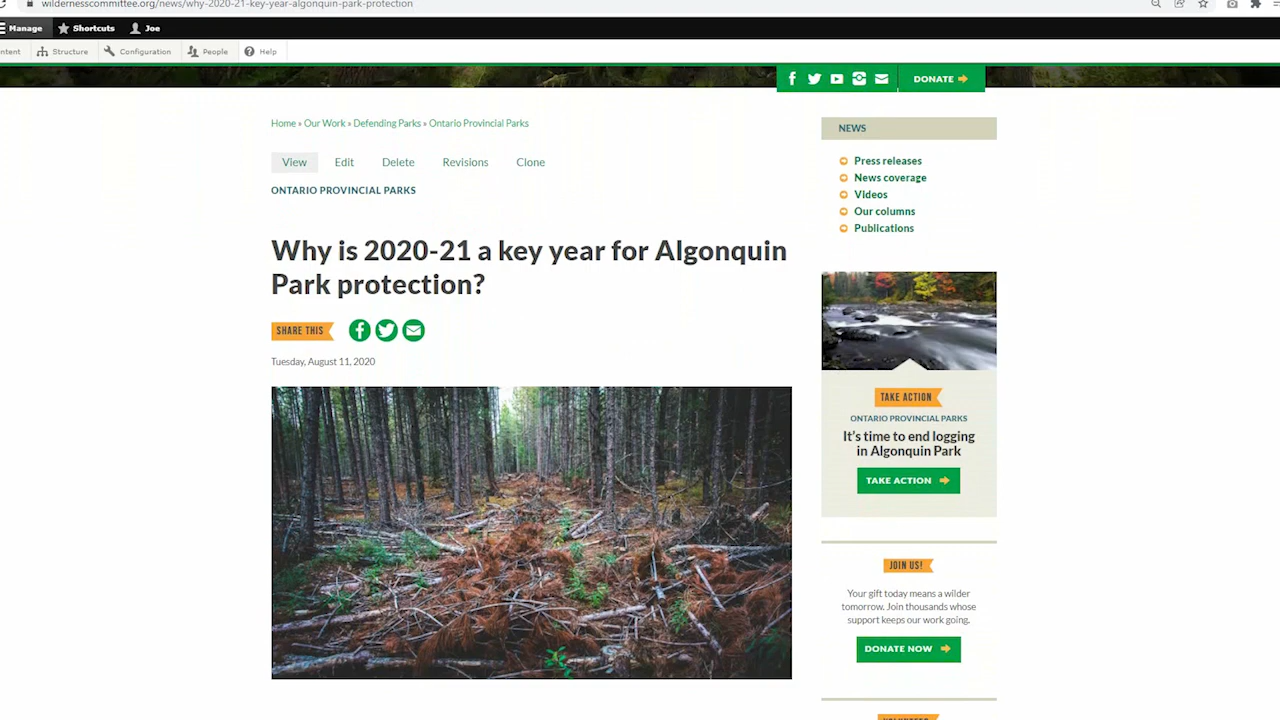 wildernesscommittee.org/news/why-2020-21-key-year-algonquin-park-protection
Manage Shortcuts Joe
ntent Structure Configuration People Help
DONATE
Home » Our Work » Defending Parks » Ontario Provincial Parks
View Edit Delete Revisions Clone
ONTARIO PROVINCIAL PARKS
Why is 2020-21 a key year for Algonquin
Park protection?
SHARE THIS
Tuesday, August 11, 2020
NEWS
Press releases
News coverage
Videos
Our columns
Publications
TAKE ACTION
ONTARIO PROVINCIAL PARKS
It's time to end logging
in Algonquin Park
TAKE ACTION
JOIN US!
Your gift today means a wilder
tomorrow. Join thousands whose
support keeps our work going.
DONATE NOW